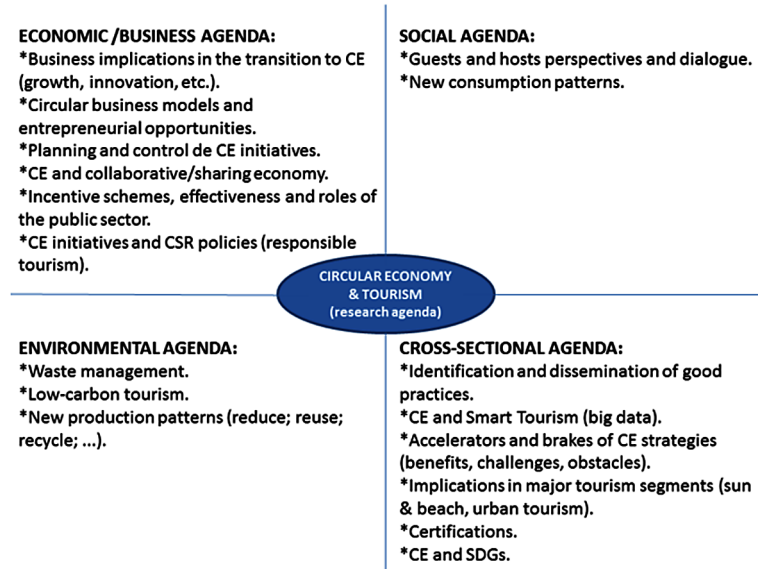 ECONOMIC /BUSINESS AGENDA:
*Business implications in the transition to CE
(growth, innovation, etc.).
*Circular business models and
entrepreneurial opportunities.
*Planning and control de CE initiatives.
*CE and collaborative/sharing economy.
*Incentive schemes, effectiveness and roles of
the public sector.
*CE initiatives and CSR policies (responsible
tourism).
SOCIAL AGENDA:
*Guests and hosts perspectives and dialogue.
*New consumption patterns.
CIRCULAR ECONOMY
& TOURISM
(research agenda)
ENVIRONMENTAL AGENDA:
*Waste management.
*Low-carbon tourism.
*New production patterns (reduce; reuse;
recycle; ...).
CROSS-SECTIONAL AGENDA:
*Identification and dissemination of good
practices.
*CE and Smart Tourism (big data).
*Accelerators and brakes of CE strategies
(benefits, challenges, obstacles).
*Implications in major tourism segments (sun
& beach, urban tourism).
*Certifications.
*CE and SDGs.